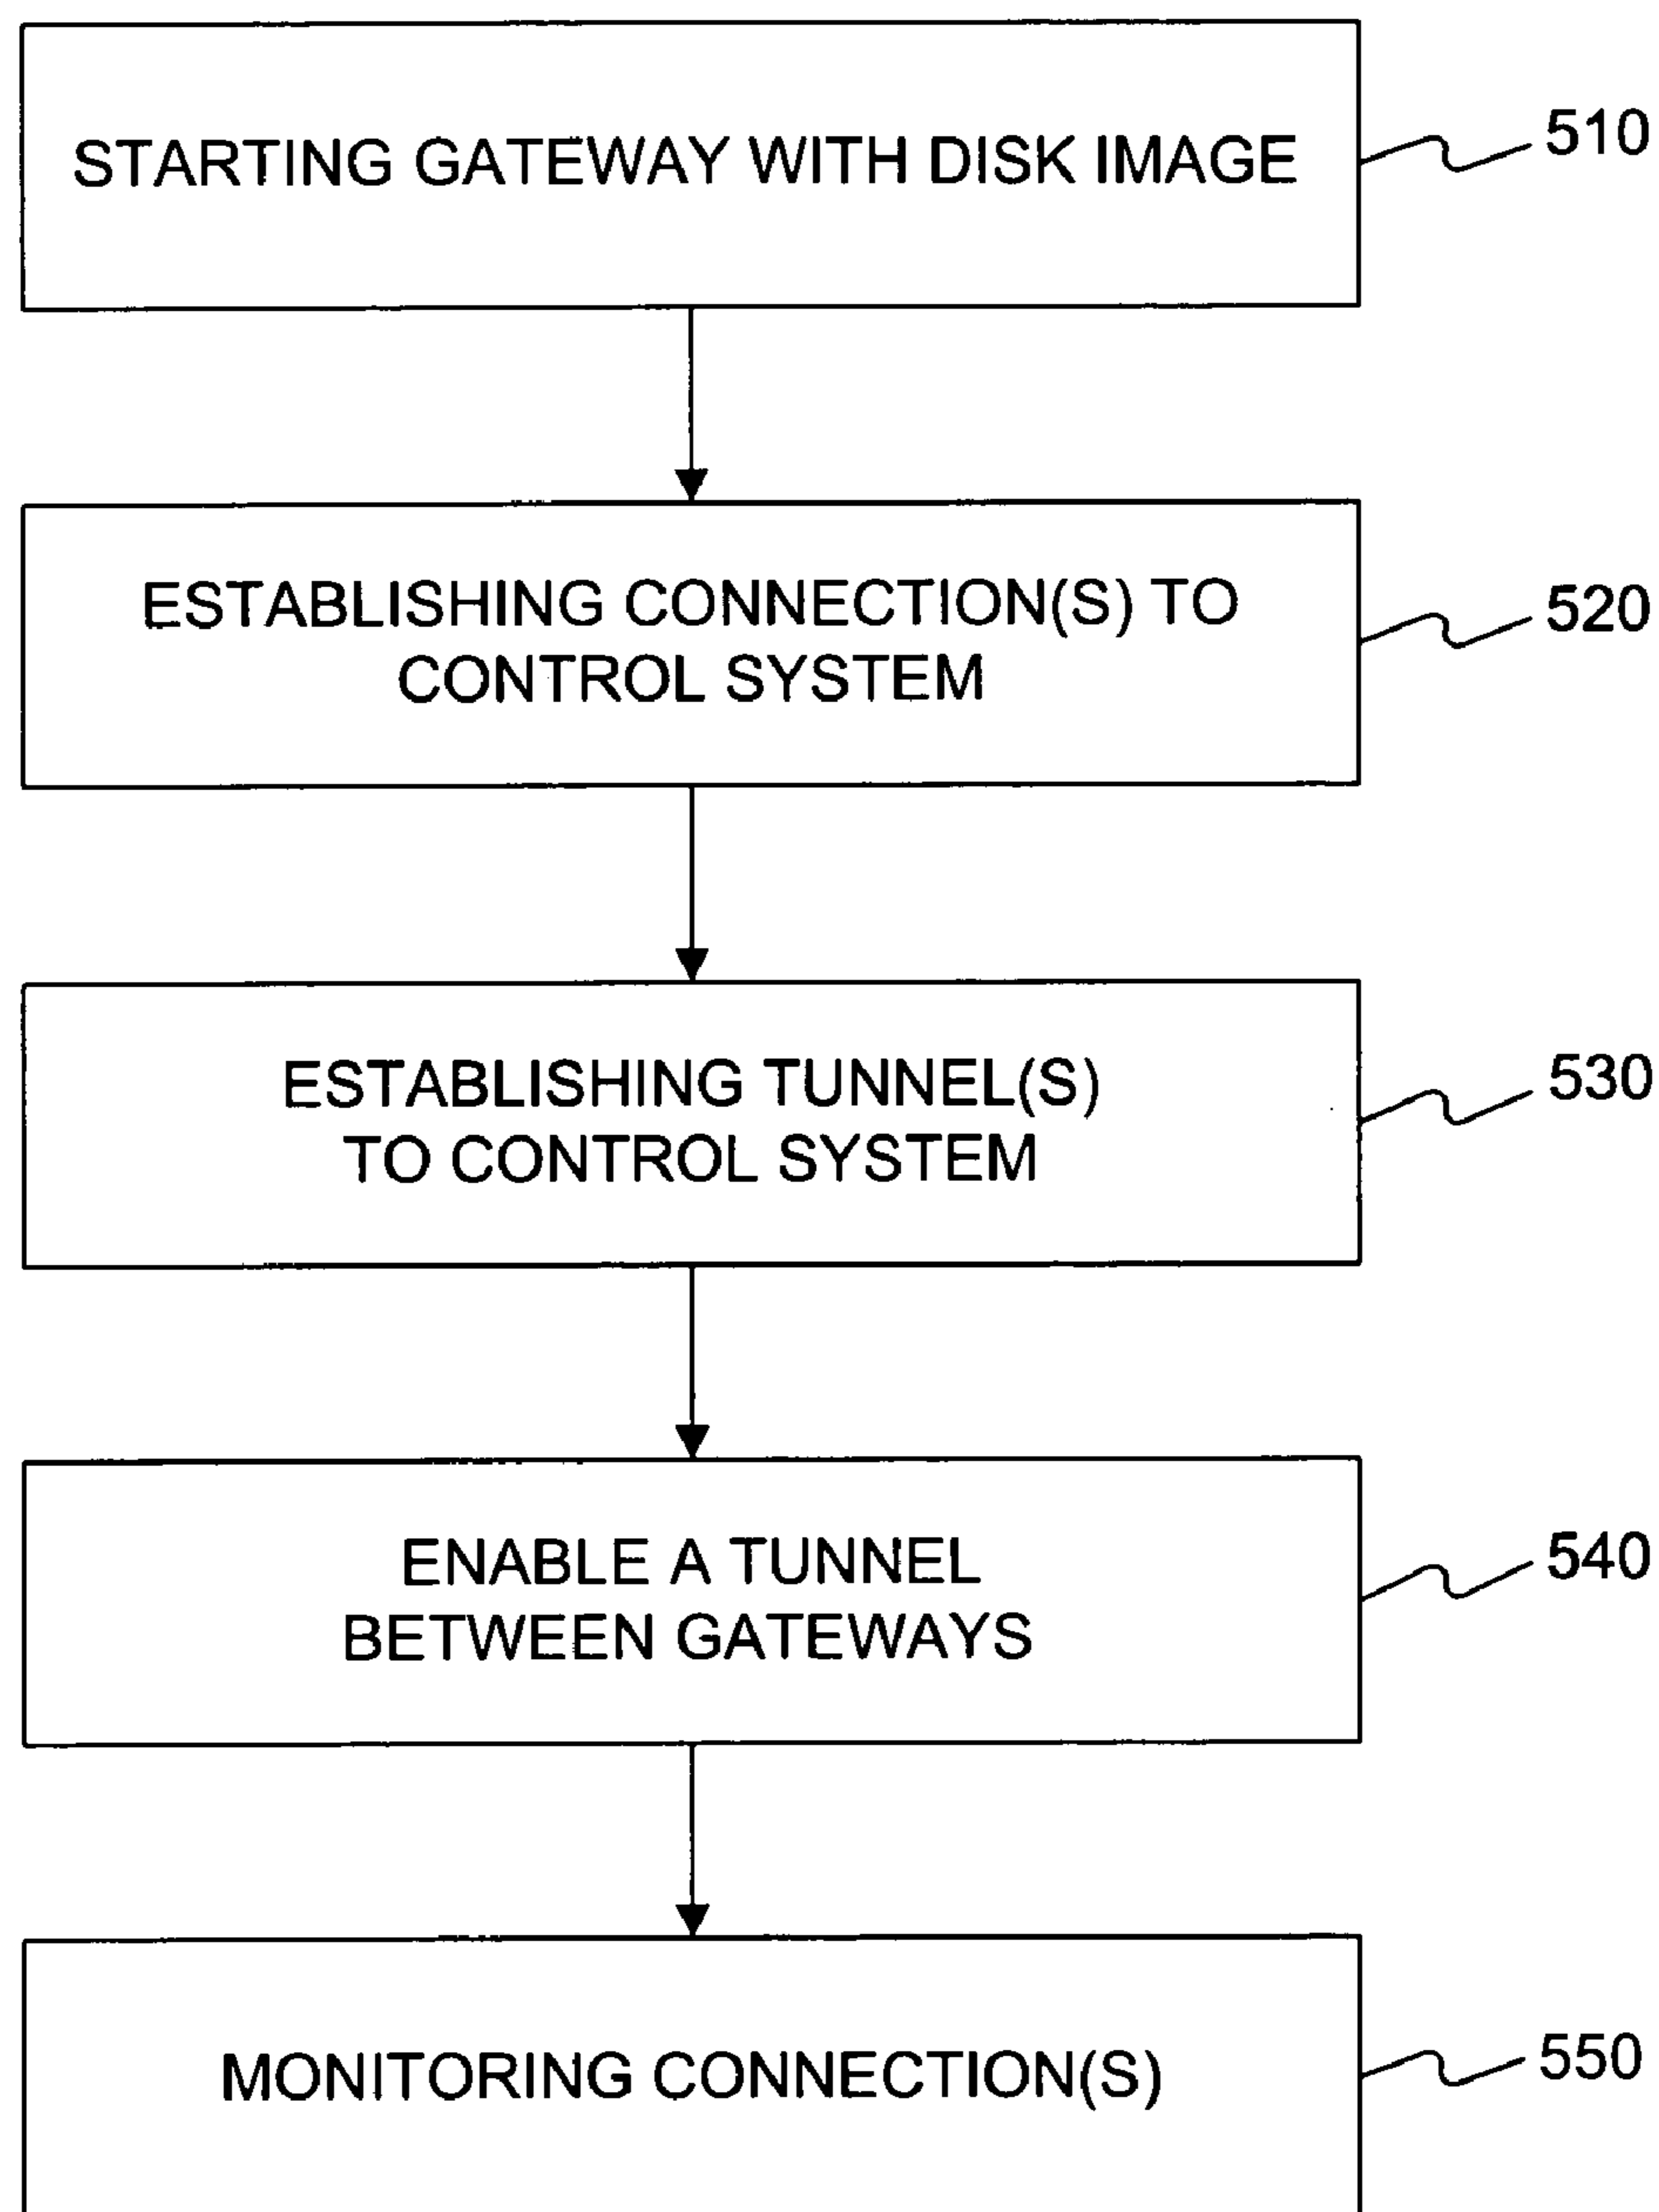 STARTING GATEWAY WITH DISK IMAGE
510
ESTABLISHING CONNECTION(S) TO
CONTROL SYSTEM
520
ESTABLISHING TUNNEL(S)
TO CONTROL SYSTEM
530
ENABLE A TUNNEL
BETWEEN GATEWAYS
540
MONITORING CONNECTION(S)
550